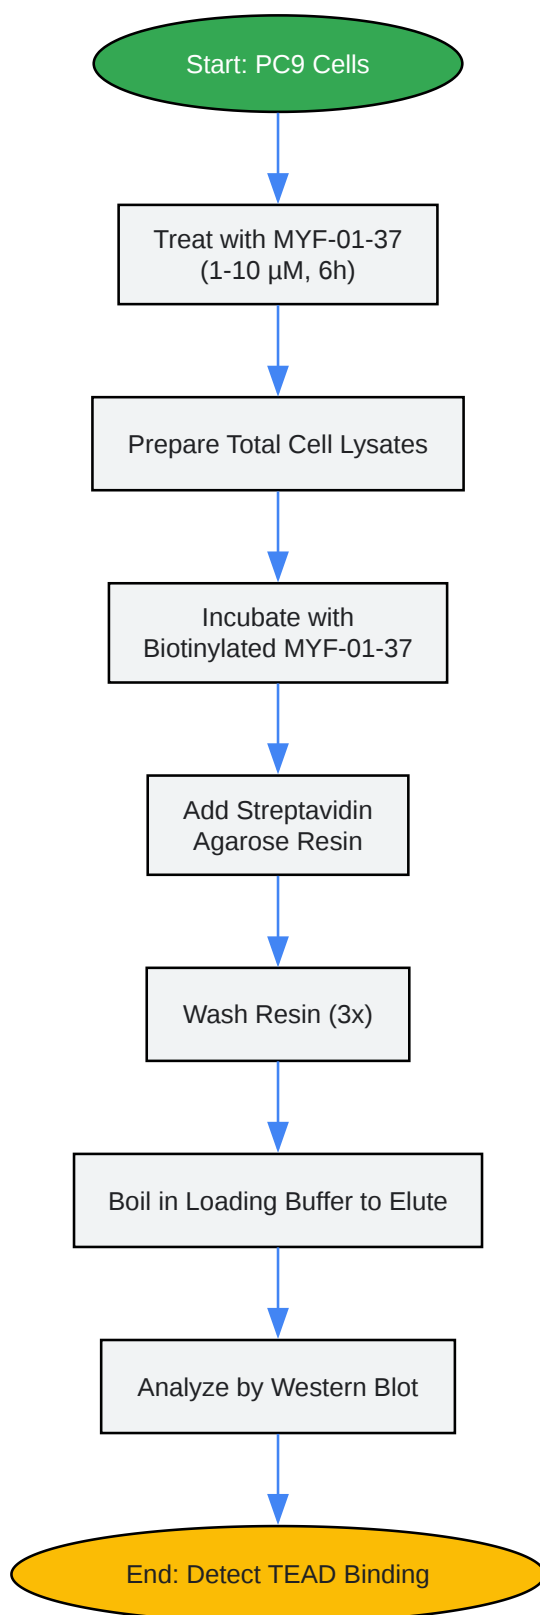 Start: PC9 Cells
Treat with MYF-01-37
(1-10 µM, 6h)
Prepare Total Cell Lysates
Incubate with
Biotinylated MYF-01-37
Add Streptavidin
Agarose Resin
Wash Resin (3x)
Boil in Loading Buffer to Elute
Analyze by Western Blot
End: Detect TEAD Binding